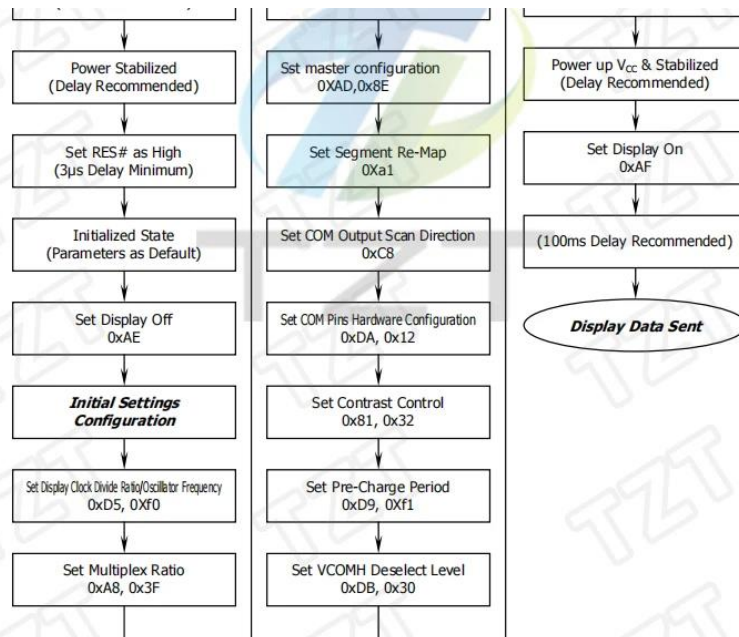 Power Stabilized
(Delay Recommended)
Set RES# as High
(3μs Delay Minimum)
Initialized State
(Parameters as Default)
Set Display Off
0xAE
Initial Settings
Configuration
Set Display Clock Divide Ratio/Oscillator Frequency
0xD5, 0Xf0
Set Multiplex Ratio
0xA8, 0x3F
Sst master configuration
0XAD,0x8E
Set Segment Re-Map
0Xa1
Set COM Output Scan Direction
0xC8
Set COM Pins Hardware Configuration
0xDA, 0x12
Set Contrast Control
0x81, 0x32
Set Pre-Charge Period
0xD9, 0Xf1
Set VCOMH Deselect Level
0xDB, 0x30
Power up VCC & Stabilized
(Delay Recommended)
Set Display On
0xAF
(100ms Delay Recommended)
Display Data Sent
TZT